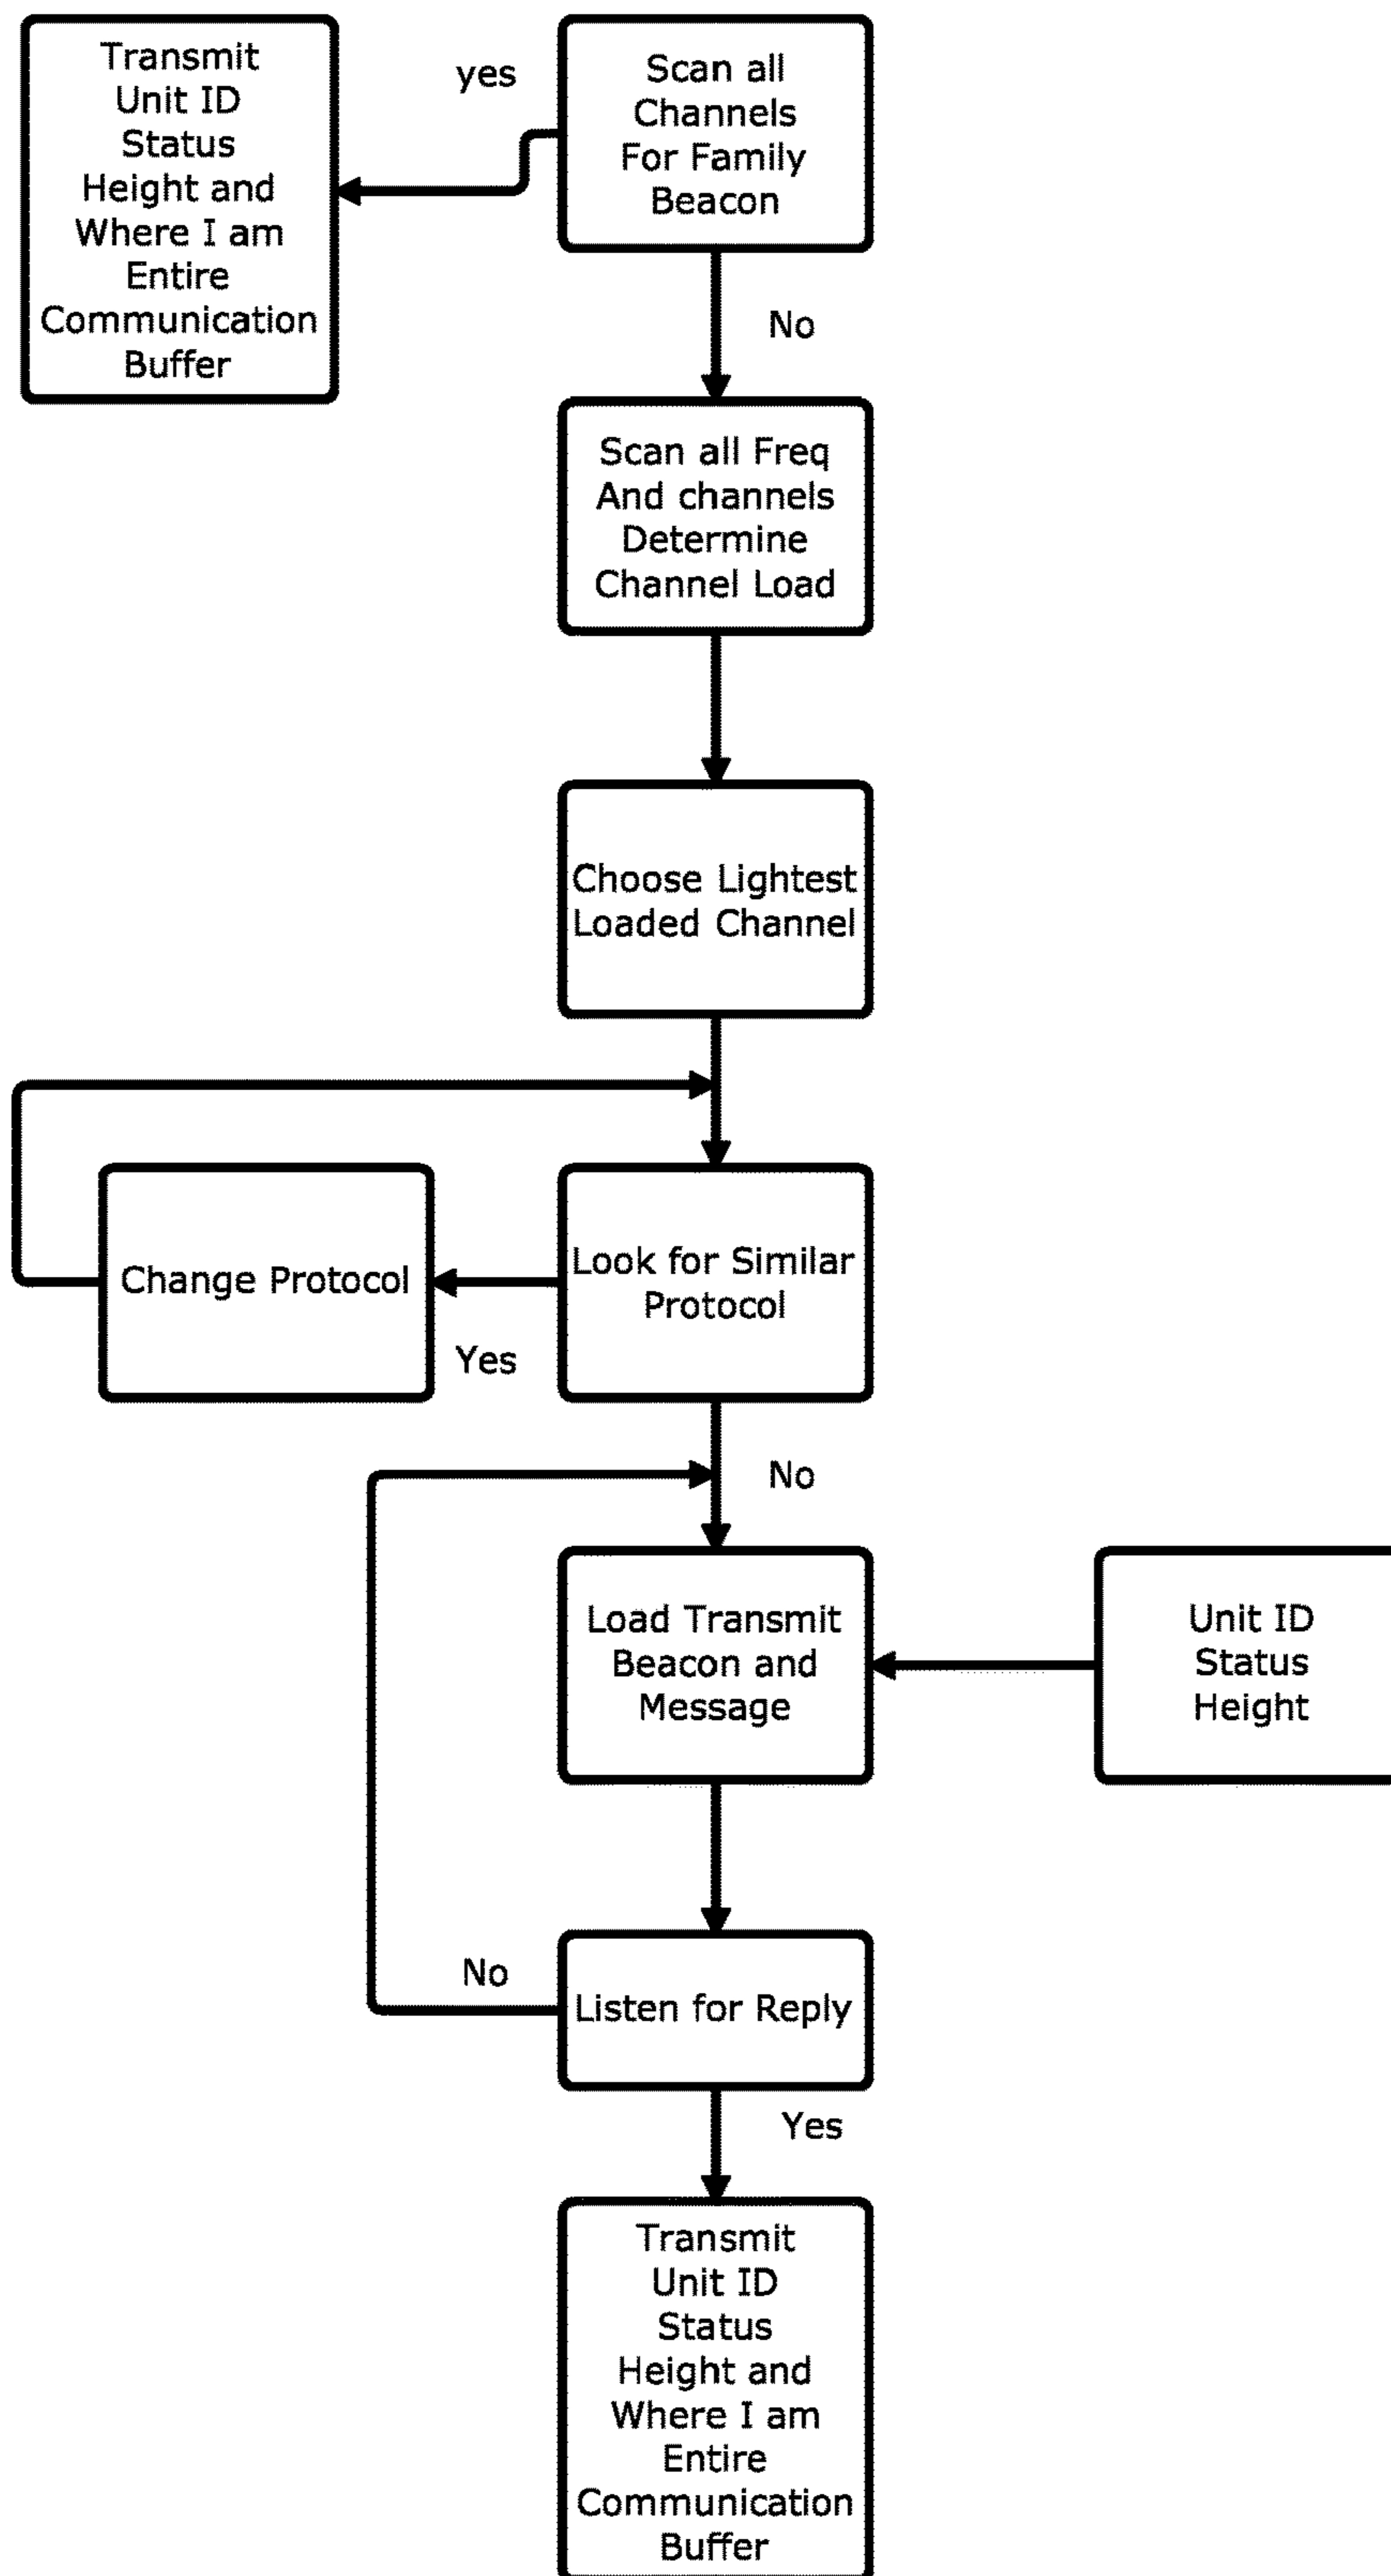 Transmit
Unit ID
Status
Height and
Where I am
Entire
Communication
Buffer
yes
Scan all
Channels
For Family
Beacon
No
Scan all Freq
And channels
Determine
Channel Load
Choose Lightest
Loaded Channel
Change Protocol
Yes
Look for Similar
Protocol
No
Load Transmit
Beacon and
Message
Unit ID
Status
Height
No
Listen for Reply
Yes
Transmit
Unit ID
Status
Height and
Where I am
Entire
Communication
Buffer